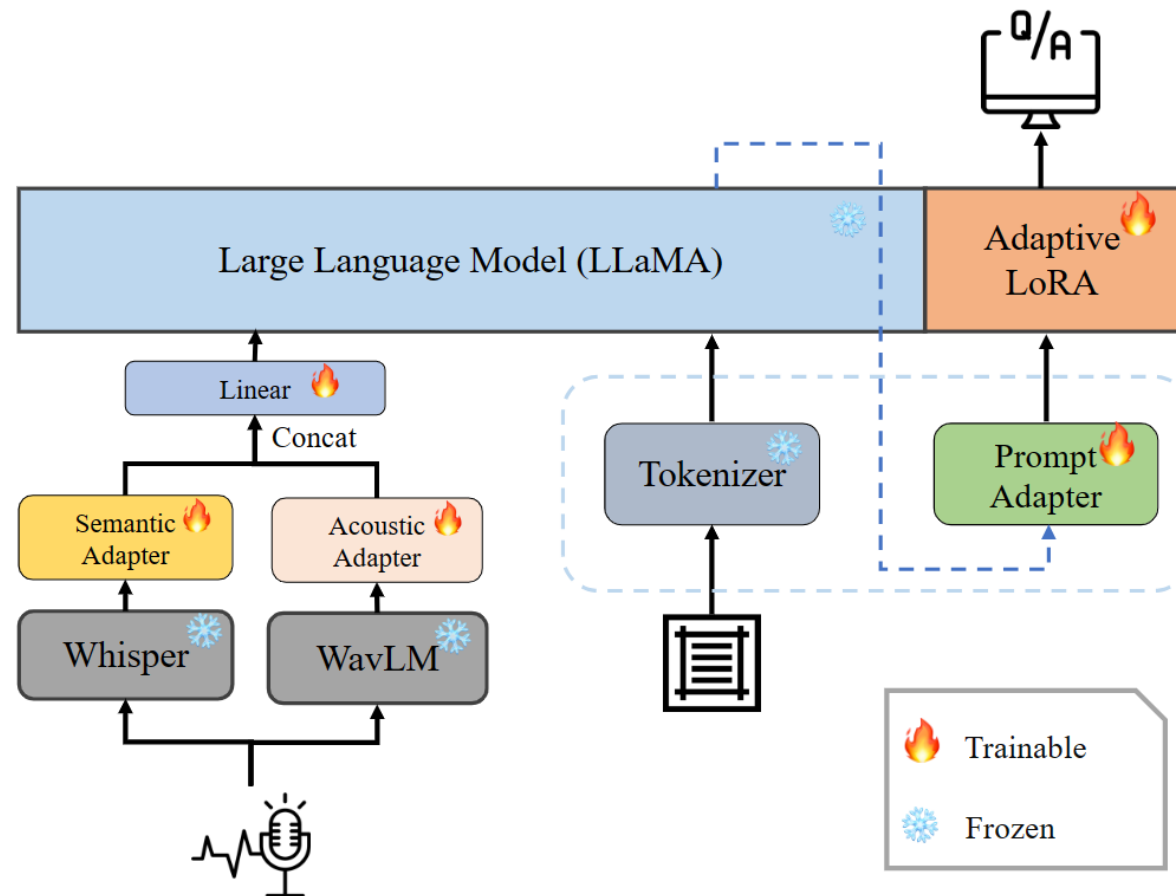 Q/A
Large Language Model (LLaMA)
Adaptive
LoRA
Linear
Concat
Semantic
Adapter
Acoustic
Adapter
Tokenizer
Prompt
Adapter
Whisper
WavLM
Trainable
Frozen